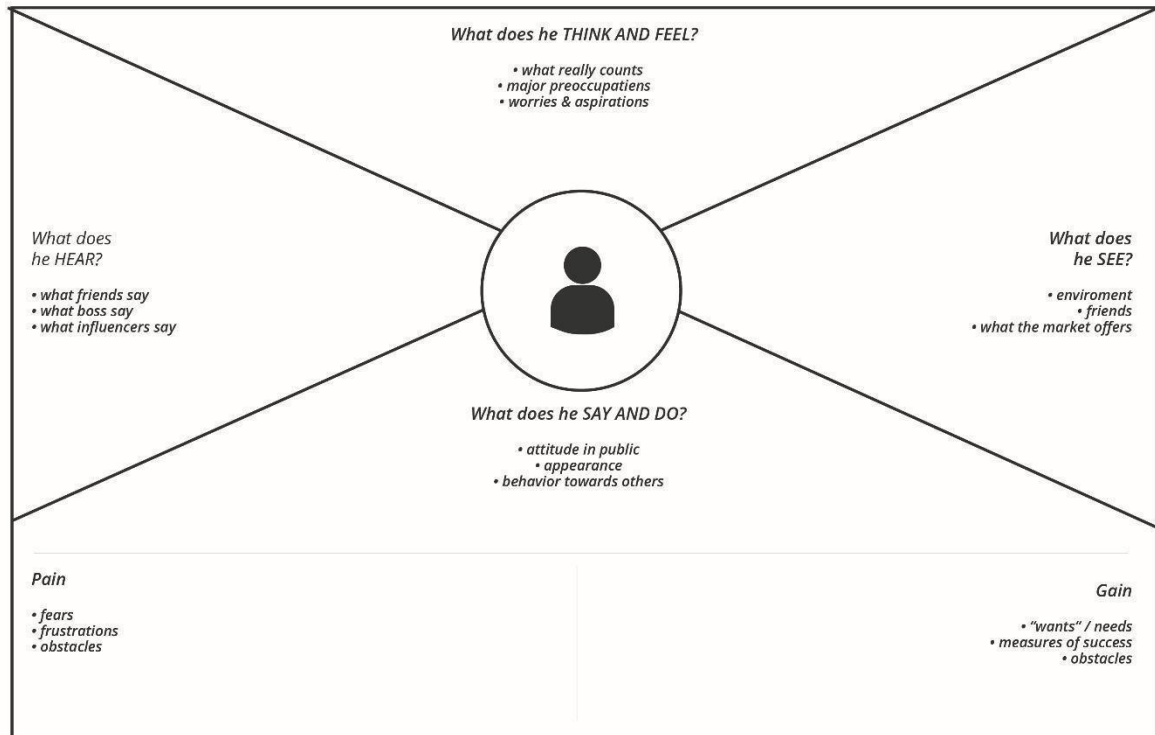 What does he THINK AND FEEL?
• what really counts
• major preoccupatiens
• worries & aspirations
What does
he HEAR?
• what friends say
• what boss say
• what influencers say
What does
he SEE?
• enviroment
• friends
• what the market offers
What does he SAY AND DO?
• attitude in public
• appearance
• behavior towards others
Pain
• fears
• frustrations
• obstacles
Gain
• “wants” / needs
• measures of success
• obstacles